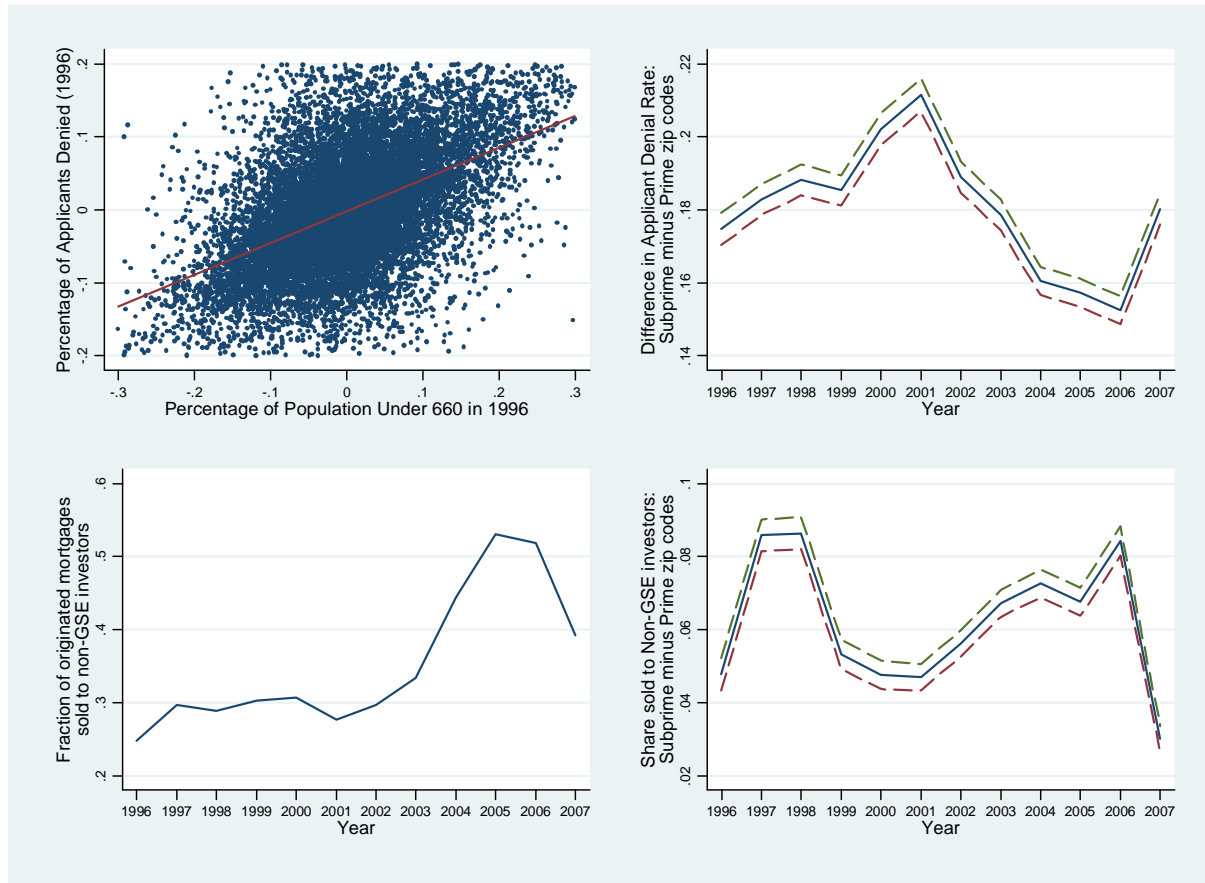 Percentage of Applicants Denied (1996)
.2
.1
0
-.1
-.2
-.3 -.2 -.1 0 .1 .2 .3
Percentage of Population Under 660 in 1996
Difference in Applicant Denial Rate:
Subprime minus Prime zip codes
.22
.2
.18
.16
.14
1996 1997 1998 1999 2000 2001 2002 2003 2004 2005 2006 2007
Year
Fraction of originated mortgages
sold to non-GSE investors
.6
.5
.4
.3
.2
1996 1997 1998 1999 2000 2001 2002 2003 2004 2005 2006 2007
Year
Share sold to Non-GSE investors:
Subprime minus Prime zip codes
.1
.08
.06
.04
.02
1996 1997 1998 1999 2000 2001 2002 2003 2004 2005 2006 2007
Year